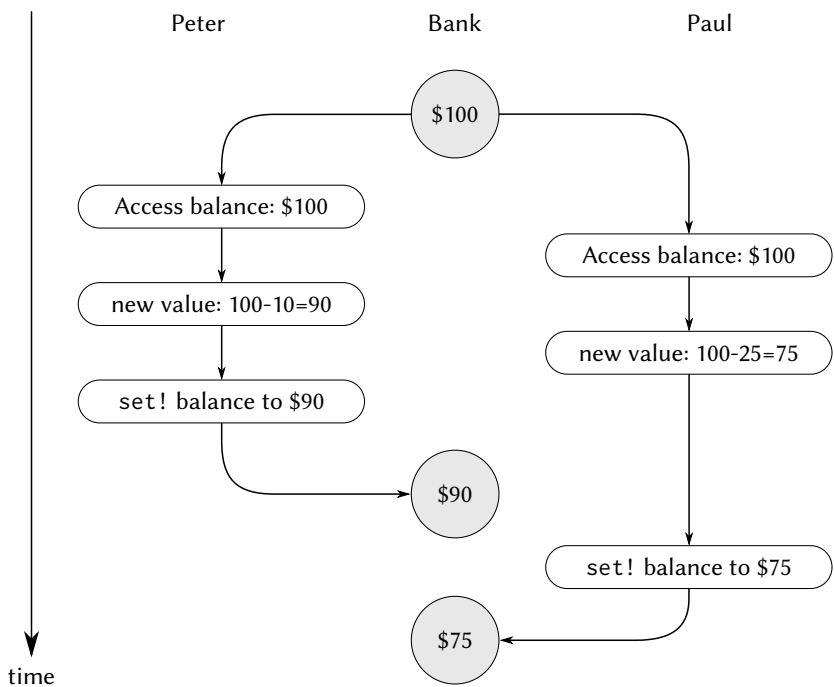 Peter
Bank
Paul
$100
Access balance: $100
Access balance: $100
new value: 100-10=90
new value: 100-25=75
set! balance to $90
$90
set! balance to $75
$75
time